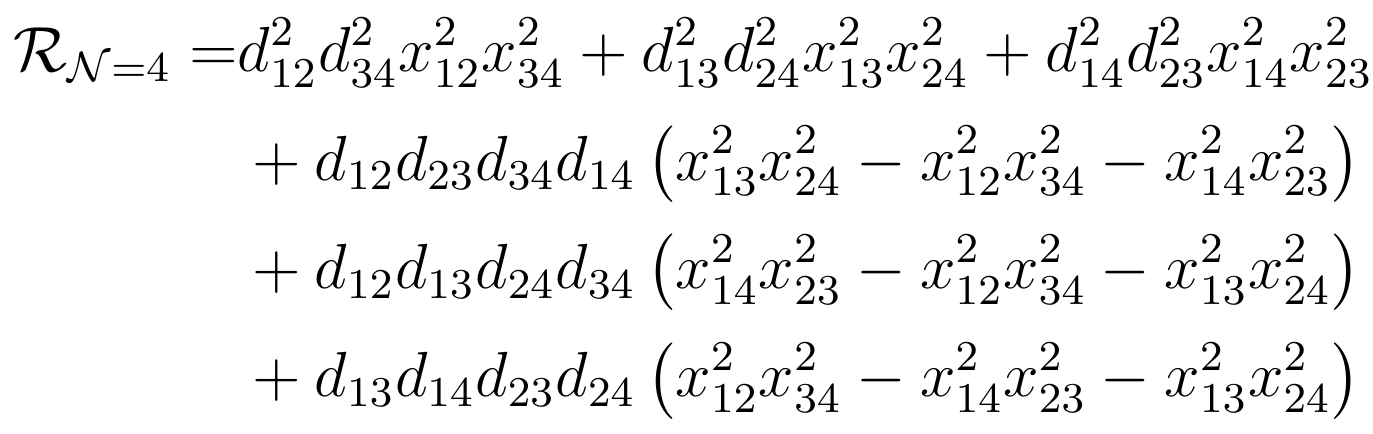 \mathcal{R}_{\mathcal{N}=4} = d_{12}^2 d_{34}^2 x_{12}^2 x_{34}^2 + d_{13}^2 d_{24}^2 x_{13}^2 x_{24}^2 + d_{14}^2 d_{23}^2 x_{14}^2 x_{23}^2
+ d_{12} d_{23} d_{34} d_{14} \left( x_{13}^2 x_{24}^2 - x_{12}^2 x_{34}^2 - x_{14}^2 x_{23}^2 \right)
+ d_{12} d_{13} d_{24} d_{34} \left( x_{14}^2 x_{23}^2 - x_{12}^2 x_{34}^2 - x_{13}^2 x_{24}^2 \right)
+ d_{13} d_{14} d_{23} d_{24} \left( x_{12}^2 x_{34}^2 - x_{14}^2 x_{23}^2 - x_{13}^2 x_{24}^2 \right)